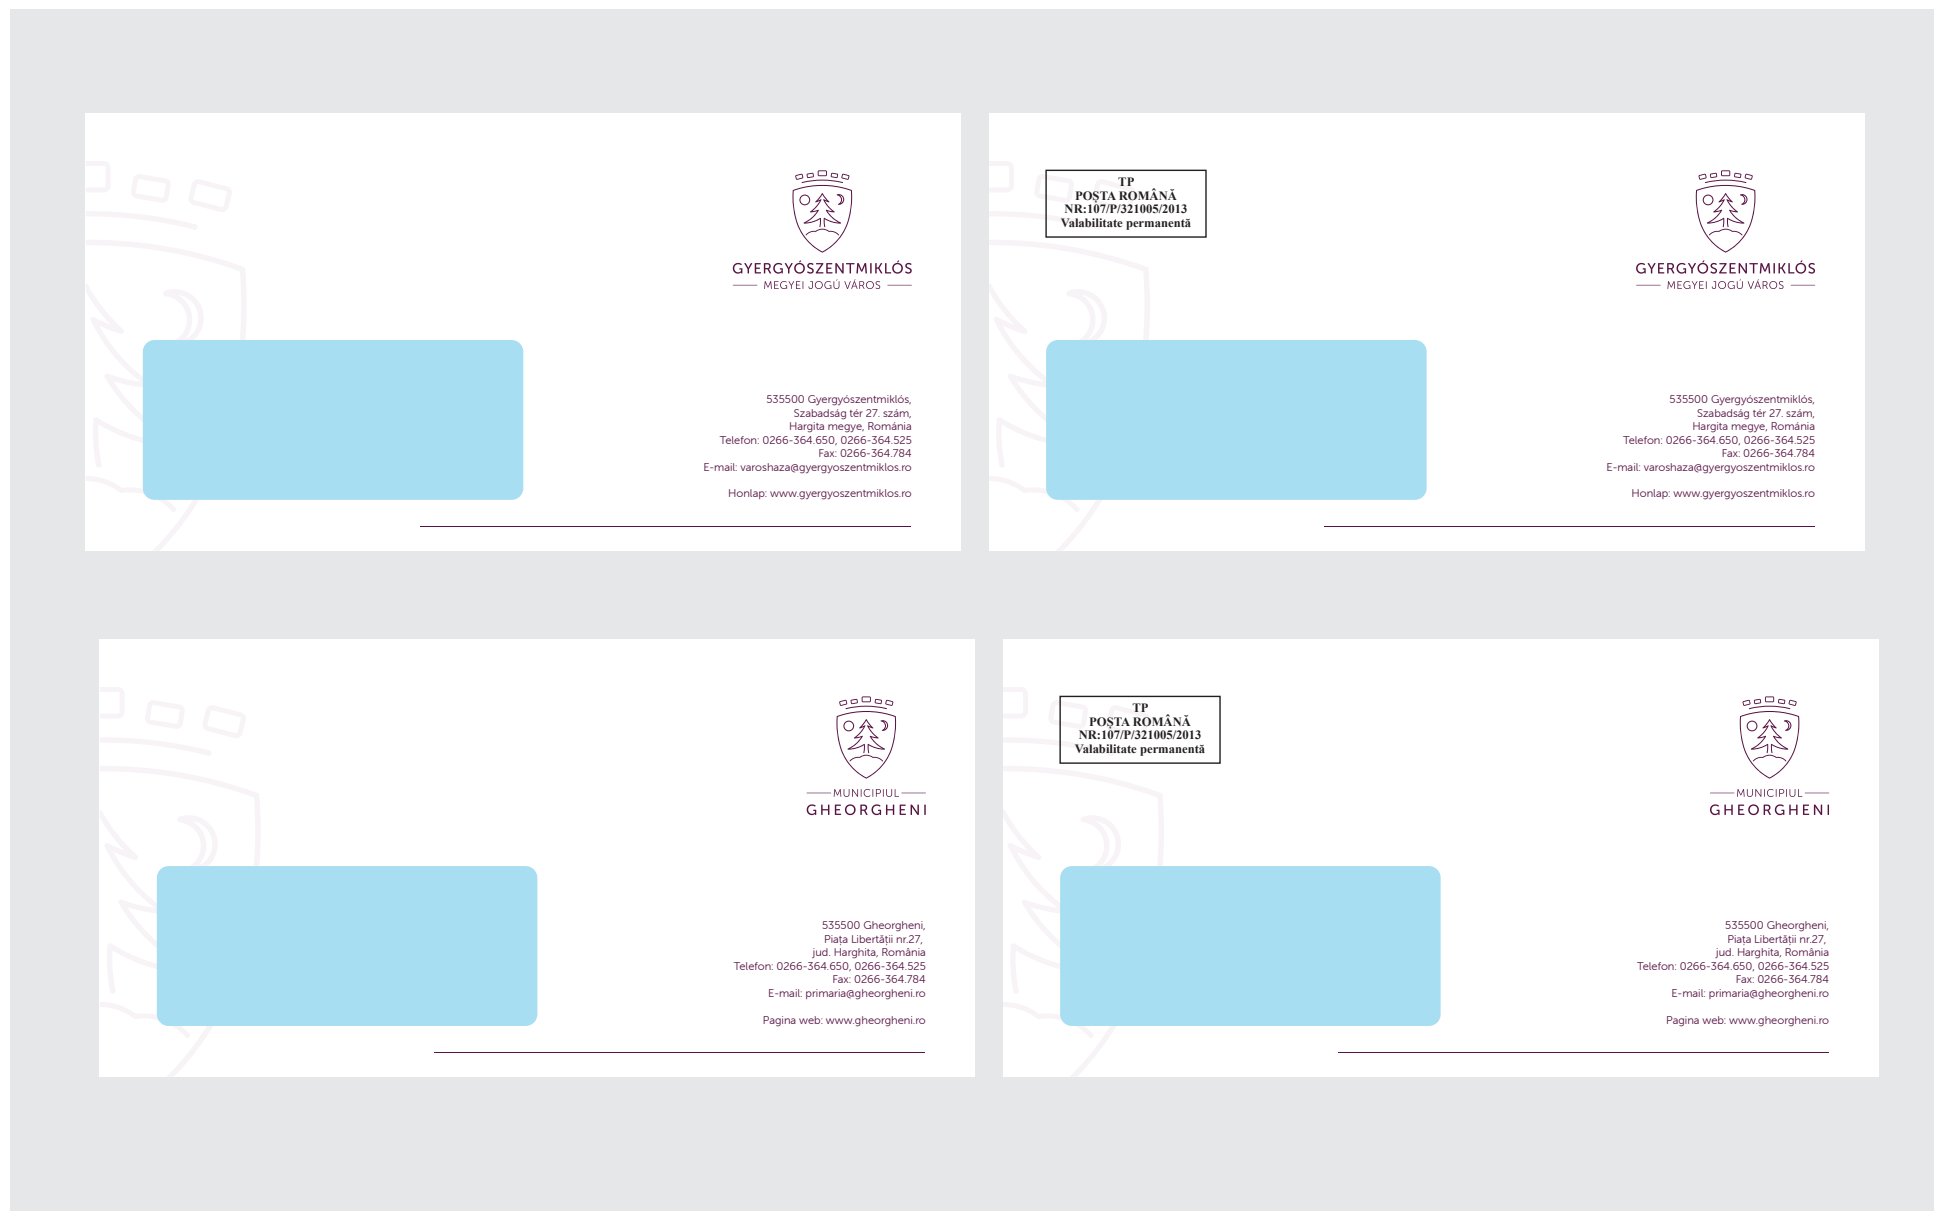 GYERGYÓSZENTMIKLÓS
MEGYEI JOGÚ VÁROS
535500 Gyergyószentmiklós,
Szabadság tér 27. szám,
Hargita megye, Románia
Telefon: 0266-364.650, 0266-364.525
Fax: 0266-364.784
E-mail: varoshaza@gyergyoszentmiklos.ro
Honlap: www.gyergyoszentmiklos.ro
TP
POȘTA ROMÂNĂ
NR:107/P/321005/2013
Valabilitate permanentă
GYERGYÓSZENTMIKLÓS
MEGYEI JOGÚ VÁROS
535500 Gyergyószentmiklós,
Szabadság tér 27. szám,
Hargita megye, Románia
Telefon: 0266-364.650, 0266-364.525
Fax: 0266-364.784
E-mail: varoshaza@gyergyoszentmiklos.ro
Honlap: www.gyergyoszentmiklos.ro
MUNICIPIUL
GHEORGHENI
535500 Gheorgheni,
Piața Libertății nr.27,
jud. Harghita, România
Telefon: 0266-364.650, 0266-364.525
Fax: 0266-364.784
E-mail: primaria@gheorgheni.ro
Pagina web: www.gheorgheni.ro
TP
POȘTA ROMÂNĂ
NR:107/P/321005/2013
Valabilitate permanentă
MUNICIPIUL
GHEORGHENI
535500 Gheorgheni,
Piața Libertății nr.27,
jud. Harghita, România
Telefon: 0266-364.650, 0266-364.525
Fax: 0266-364.784
E-mail: primaria@gheorgheni.ro
Pagina web: www.gheorgheni.ro